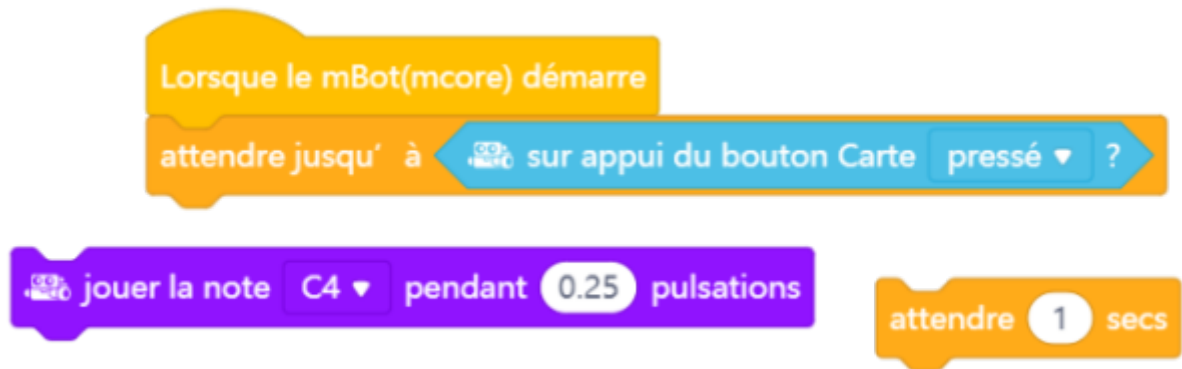 Lorsque le mBot(mcore) démarre
attendre jusqu' à sur appui du bouton Carte pressé ?
jouer la note C4 pendant 0.25 pulsations
attendre 1 secs